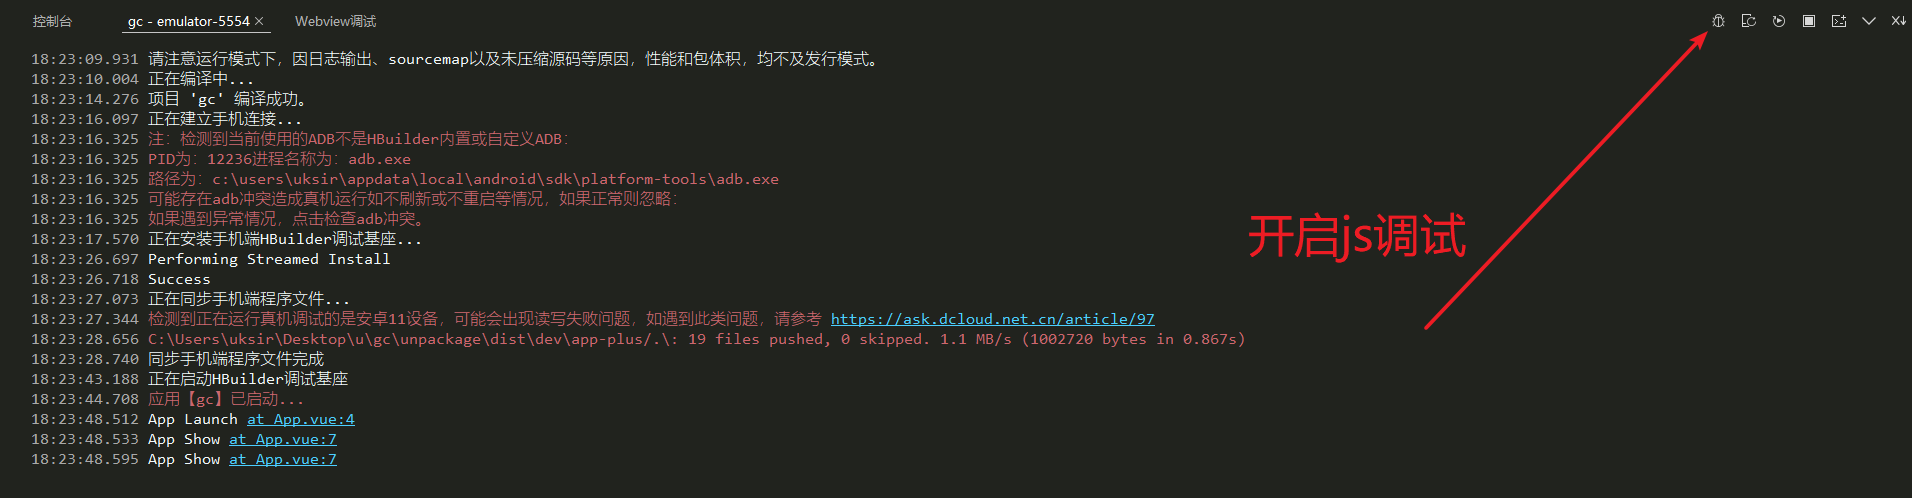 控制台 gc - emulator-5554 Webview调试
18:23:09.931 请注意运行模式下，因日志输出、sourcemap以及未压缩源码等原因，性能和包体积，均不及发行模式。
18:23:10.004 正在编译中...
18:23:14.276 项目 'gc' 编译成功。
18:23:16.097 正在建立手机连接...
18:23:16.325 注：检测到当前使用的ADB不是HBuilder内置或自定义ADB：
18:23:16.325 PID为：12236进程名称为：adb.exe
18:23:16.325 路径为：c:\users\uksir\appdata\local\android\sdk\platform-tools\adb.exe
18:23:16.325 可能存在adb冲突造成真机运行如不刷新或不重启等情况，如果正常则忽略：
18:23:16.325 如果遇到异常情况，点击检查adb冲突。
18:23:17.570 正在安装手机端HBuilder调试基座...
18:23:26.697 Performing Streamed Install
18:23:26.718 Success
18:23:27.073 正在同步手机端程序文件...
18:23:27.344 检测到正在运行真机调试的是安卓11设备，可能会出现读写失败问题，如遇到此类问题，请参考 https://ask.dcloud.net.cn/article/97
18:23:28.656 C:\Users\uksir\Desktop\u\gc\unpackage\dist\dev\app-plus/.\: 19 files pushed, 0 skipped. 1.1 MB/s (1002720 bytes in 0.867s)
18:23:28.740 同步手机端程序文件完成
18:23:43.188 正在启动HBuilder调试基座
18:23:44.708 应用【gc】已启动...
18:23:48.512 App Launch at App.vue:4
18:23:48.533 App Show at App.vue:7
18:23:48.595 App Show at App.vue:7
开启js调试